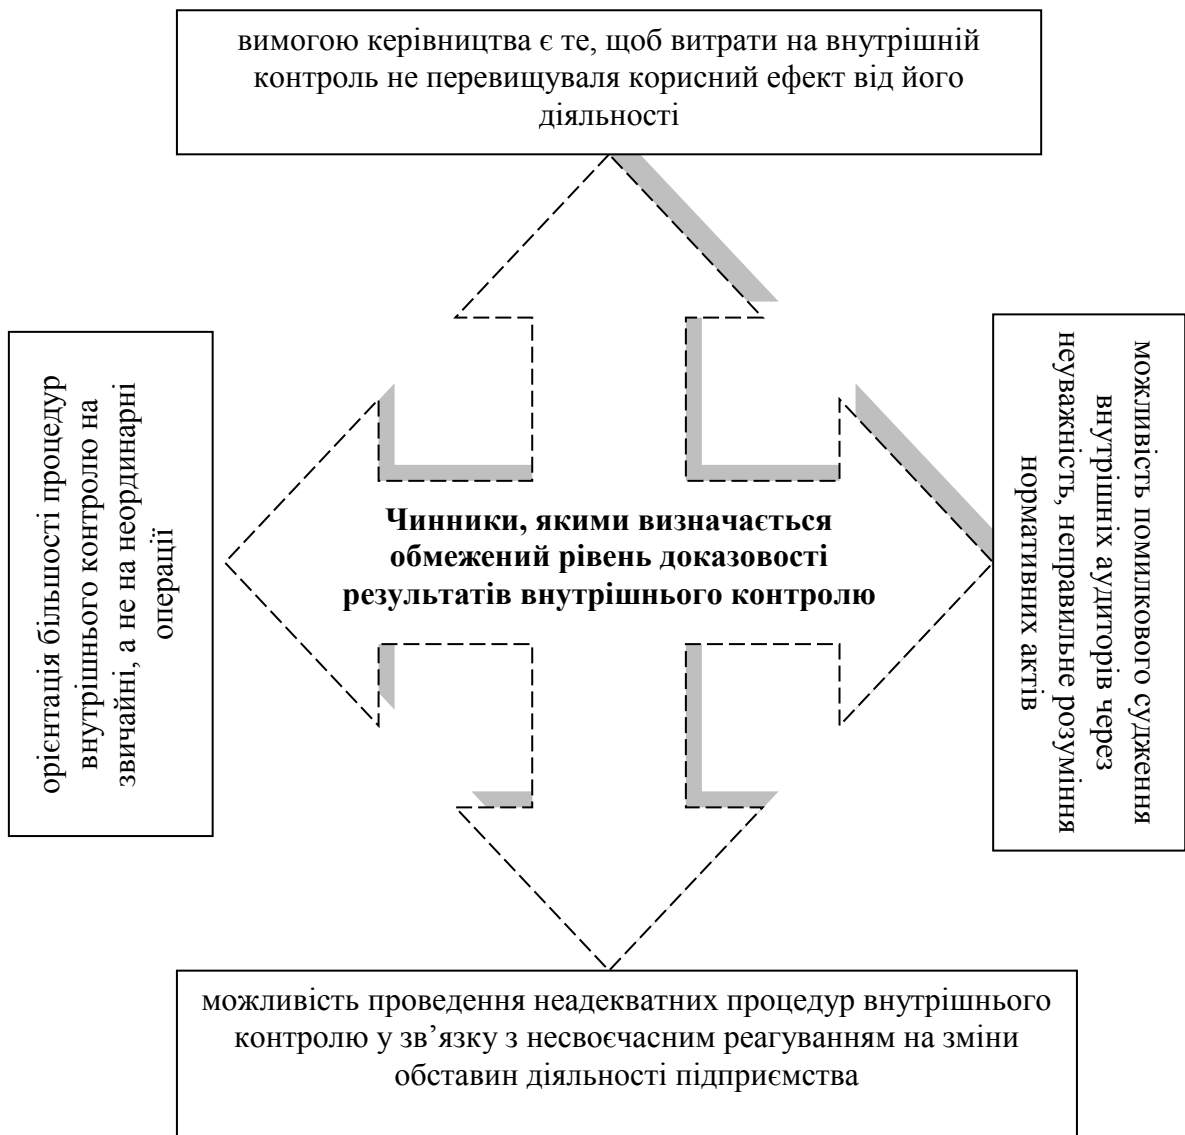 вимогою керівництва є те, щоб витрати на внутрішній
контроль не перевищуваля корисний ефект від його
діяльності
орієнтація більшості процедур
внутрішнього контролю на
звичайні, а не на неординарні
операції
Чинники, якими визначається
обмежений рівень доказовості
результатів внутрішнього контролю
можливість помилкового судження
внутрішніх аудиторів через
неуважність, неправильне розуміння
нормативних актів
можливість проведення неадекватних процедур внутрішнього
контролю у зв’язку з несвоєчасним реагуванням на зміни
обставин діяльності підприємства